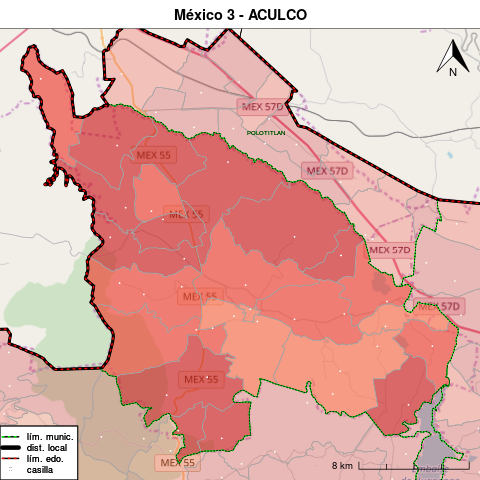 México 3 - ACULCO
N
MEX 57D
POLOTITLAN
MEX 55
MEX 57D
MEX 55
MEX 57D
MEX 55
MEX 57D
MEX 55
MEX 55
lím. munic.
dist. local
lím. edo.
casilla
8 km